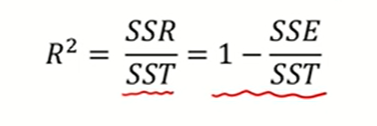 R² = SSR/SST = 1 − SSE/SST